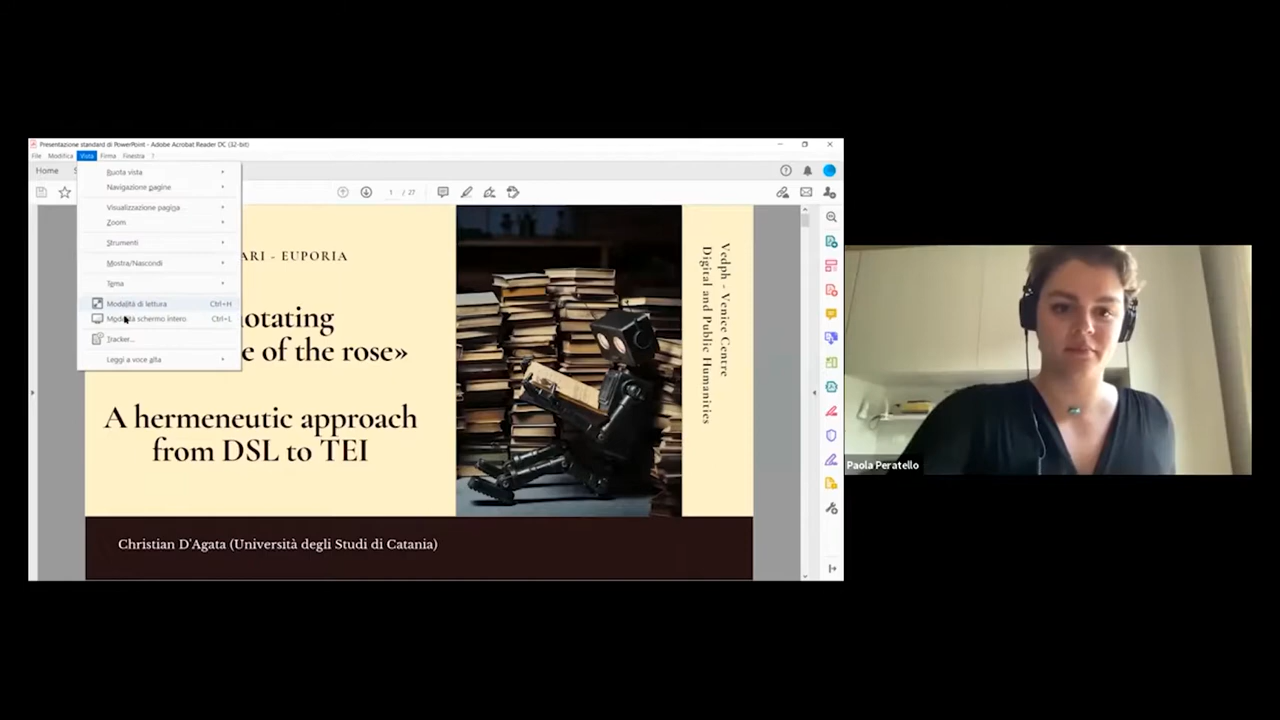 Presentazione standard di PowerPoint - Adobe Acrobat Reader DC (32-bit)
File Modifica Vista Firma Finestra ?
Home
Ruota vista
Navigazione pagine
Visualizzazione pagina
Zoom
Strumenti
Mostra/Nascondi
Tema
Modalità di lettura Ctrl+H
Modalità schermo intero Ctrl+L
Tracker...
Leggi a voce alta
1 / 27
ARI - EUPORIA
notating
e of the rose»
A hermeneutic approach
from DSL to TEI
Vedph - Venice Centre
Digital and Public Humanities
Christian D'Agata (Università degli Studi di Catania)
Paola Peratello